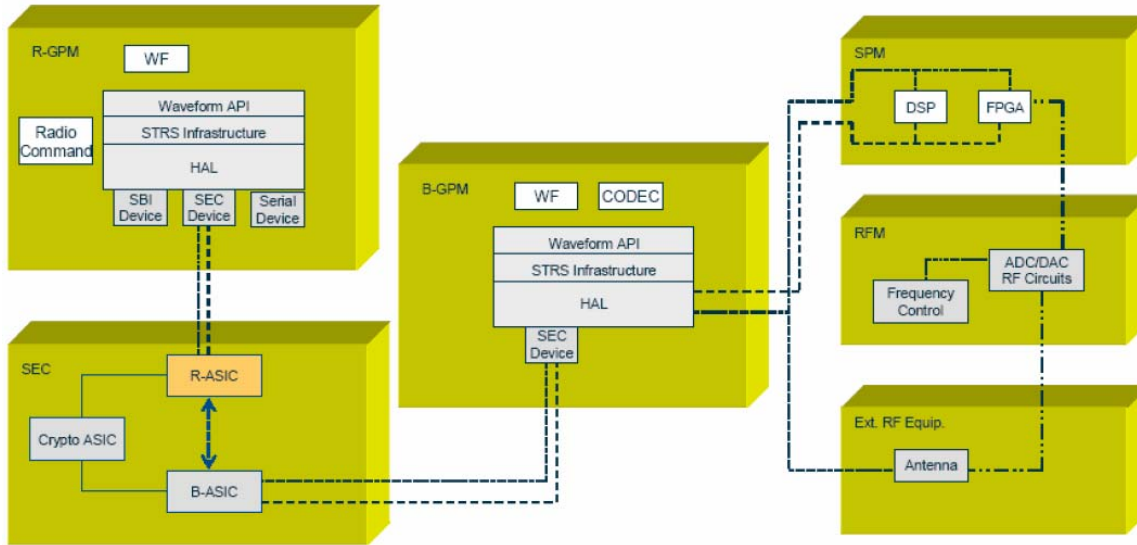 R-GPM
WF
Waveform API
STRS Infrastructure
HAL
Radio
Command
SBI
Device
SEC
Device
Serial
Device
SEC
R-ASIC
Crypto ASIC
B-ASIC
B-GPM
WF
CODEC
Waveform API
STRS Infrastructure
HAL
SEC
Device
SPM
DSP
FPGA
RFM
ADC/DAC
RF Circuits
Frequency
Control
Ext. RF Equip.
Antenna